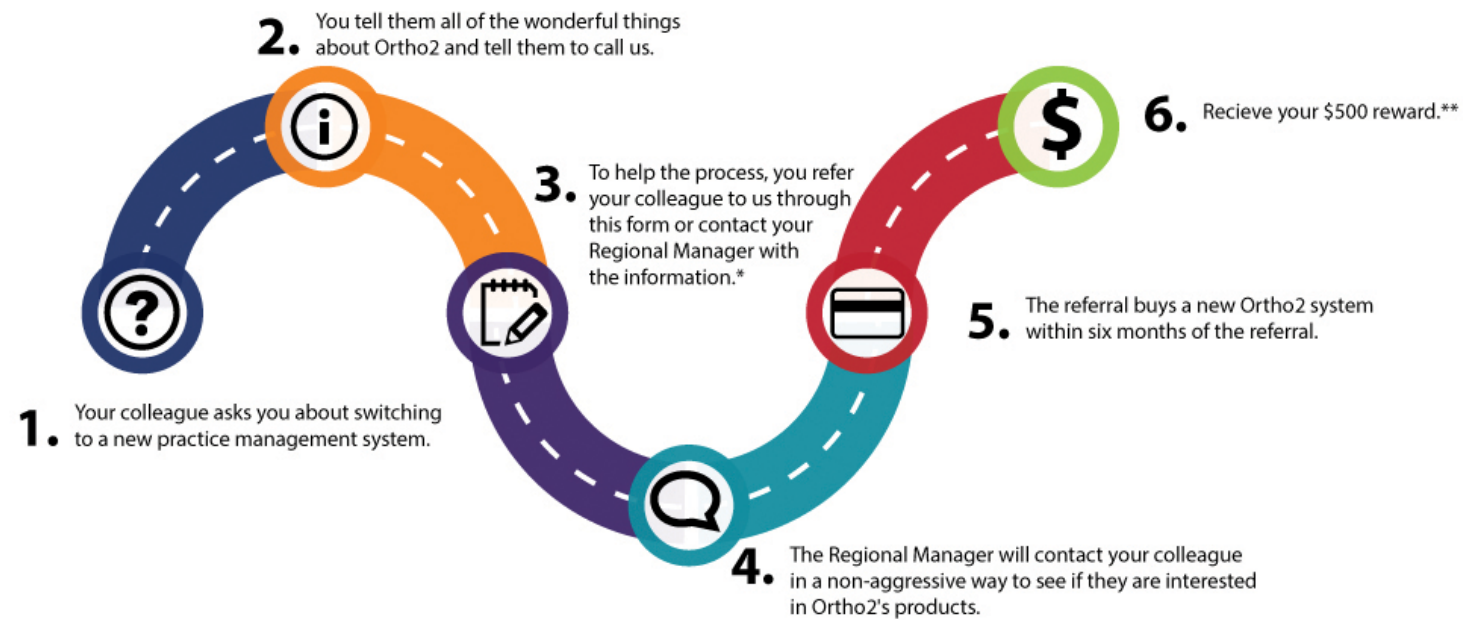 1. Your colleague asks you about switching
to a new practice management system.
2. You tell them all of the wonderful things
about Ortho2 and tell them to call us.
3. To help the process, you refer
your colleague to us through
this form or contact your
Regional Manager with
the information.*
4. The Regional Manager will contact your colleague
in a non-aggressive way to see if they are interested
in Ortho2's products.
5. The referral buys a new Ortho2 system
within six months of the referral.
6. Recieve your $500 reward.**
?
i
$